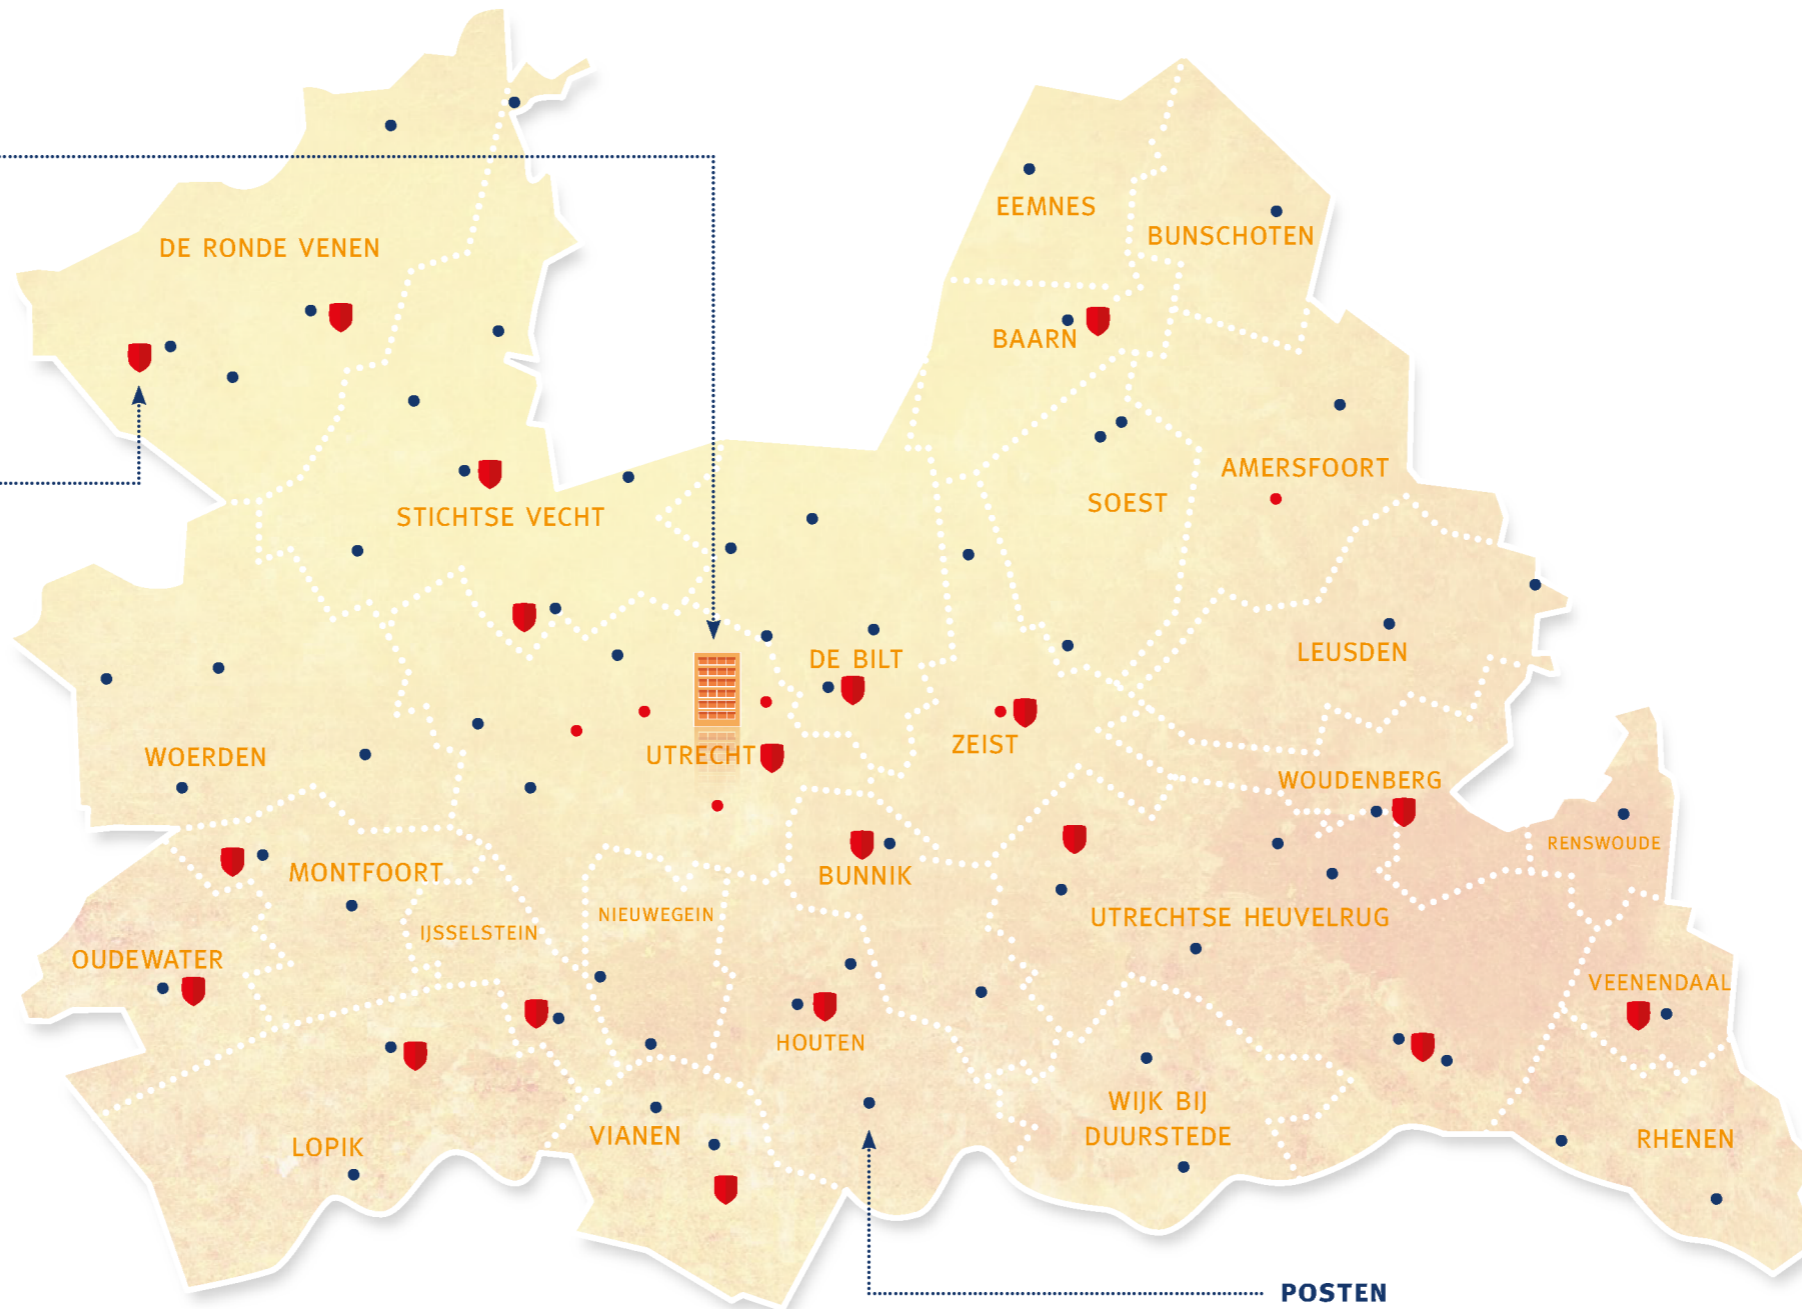 EEMNES
BUNSCHOTEN
DE RONDE VENEN
BAARN
AMERSFOORT
SOEST
STICHTSE VECHT
LEUSDEN
DE BILT
ZEIST
WOERDEN
UTRECHT
WOUDENBERG
RENSWOUDE
MONTFOORT
BUNNIK
NIEUWEGEIN
UTRECHTSE HEUVELRUG
IJSSELSTEIN
OUDEWATER
VEENENDAAL
HOUTEN
WIJK BIJ
DUURSTEDE
VIANEN
LOPIK
RHENEN
POSTEN